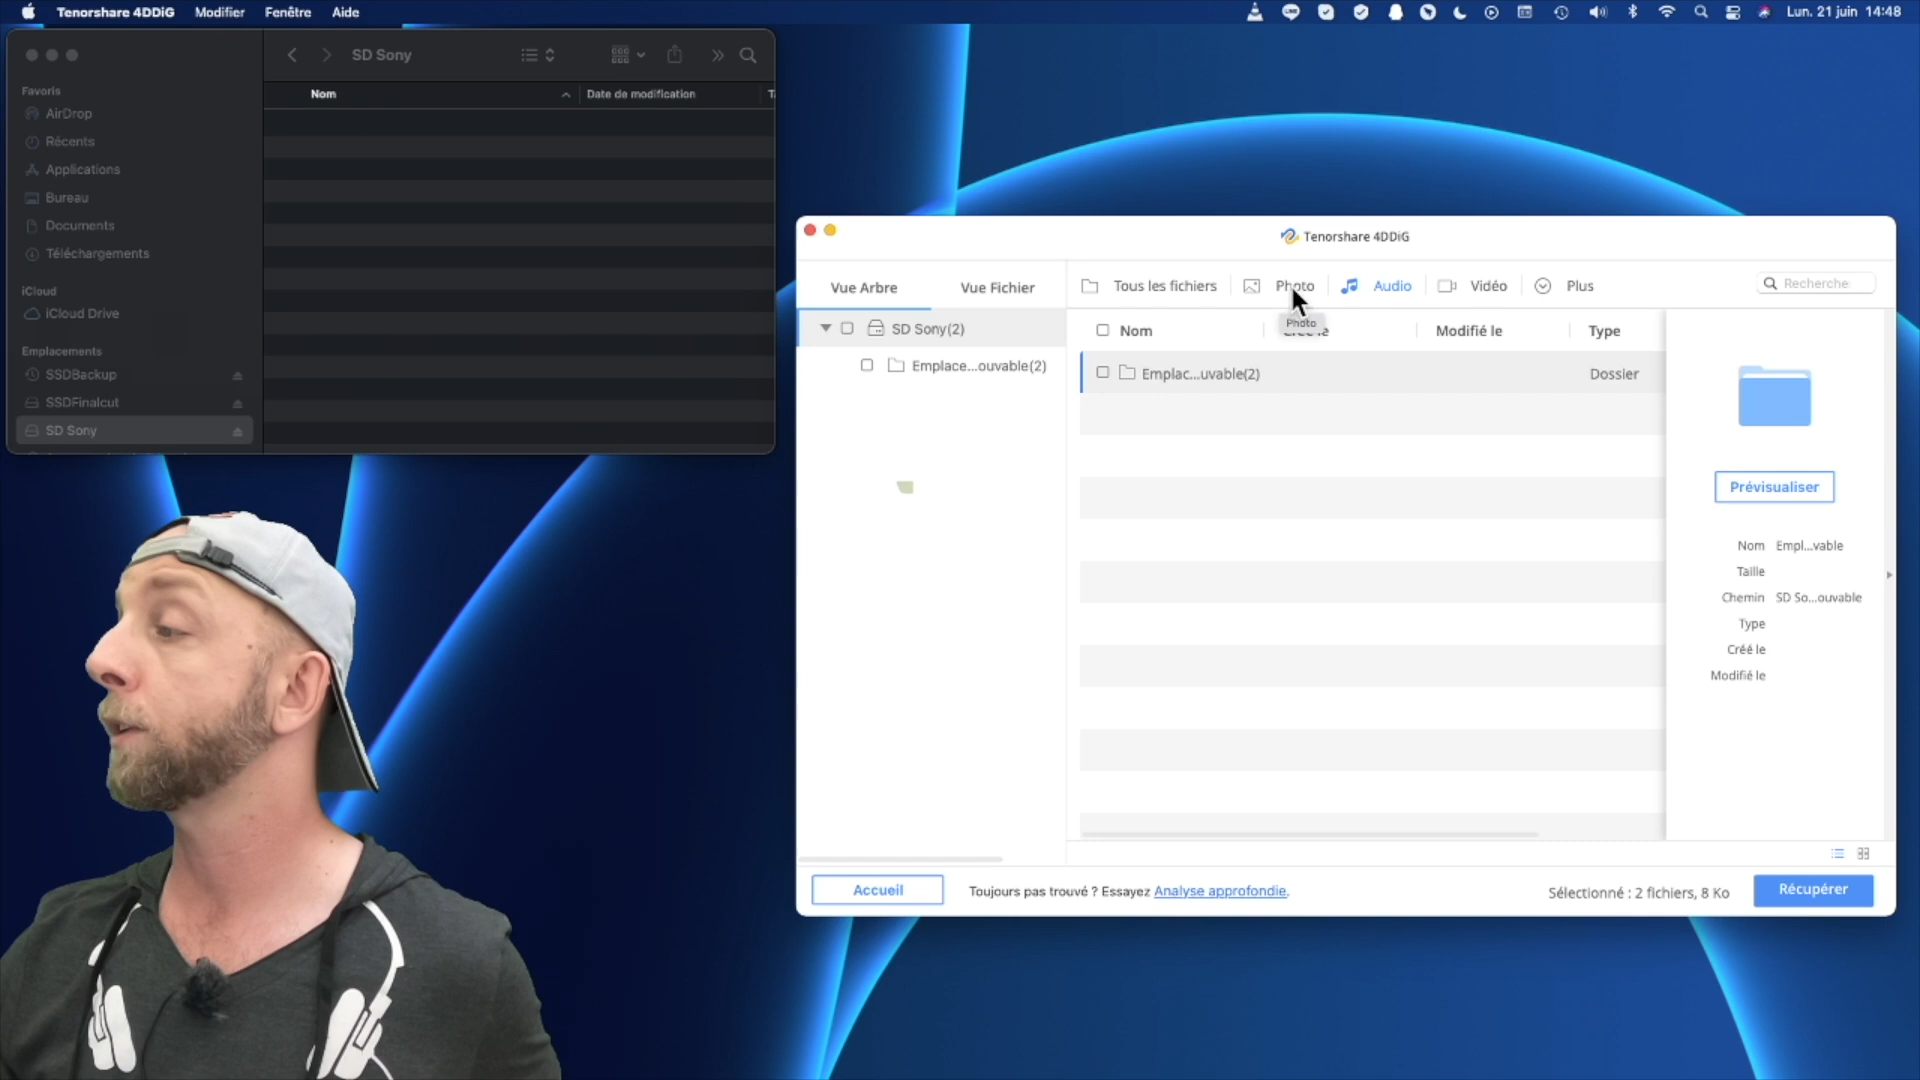 Tenorshare 4DDiG Modifier Fenêtre Aide
Lun. 21 juin 14:48
SD Sony
Favoris
AirDrop
Récents
Applications
Bureau
Documents
Téléchargements
iCloud
iCloud Drive
Emplacements
SSDBackup
SSDFinalcut
SD Sony
Nom
Date de modification
Tenorshare 4DDiG
Vue Arbre
Vue Fichier
Tous les fichiers
Photo
Audio
Vidéo
Plus
Recherche
SD Sony(2)
Emplace...ouvable(2)
Nom
Photo
Modifié le
Type
Emplac...uvable(2)
Dossier
Prévisualiser
Nom Empl...vable
Taille
Chemin SD So...ouvable
Type
Créé le
Modifié le
Accueil
Toujours pas trouvé ? Essayez Analyse approfondie.
Sélectionné : 2 fichiers, 8 Ko
Récupérer